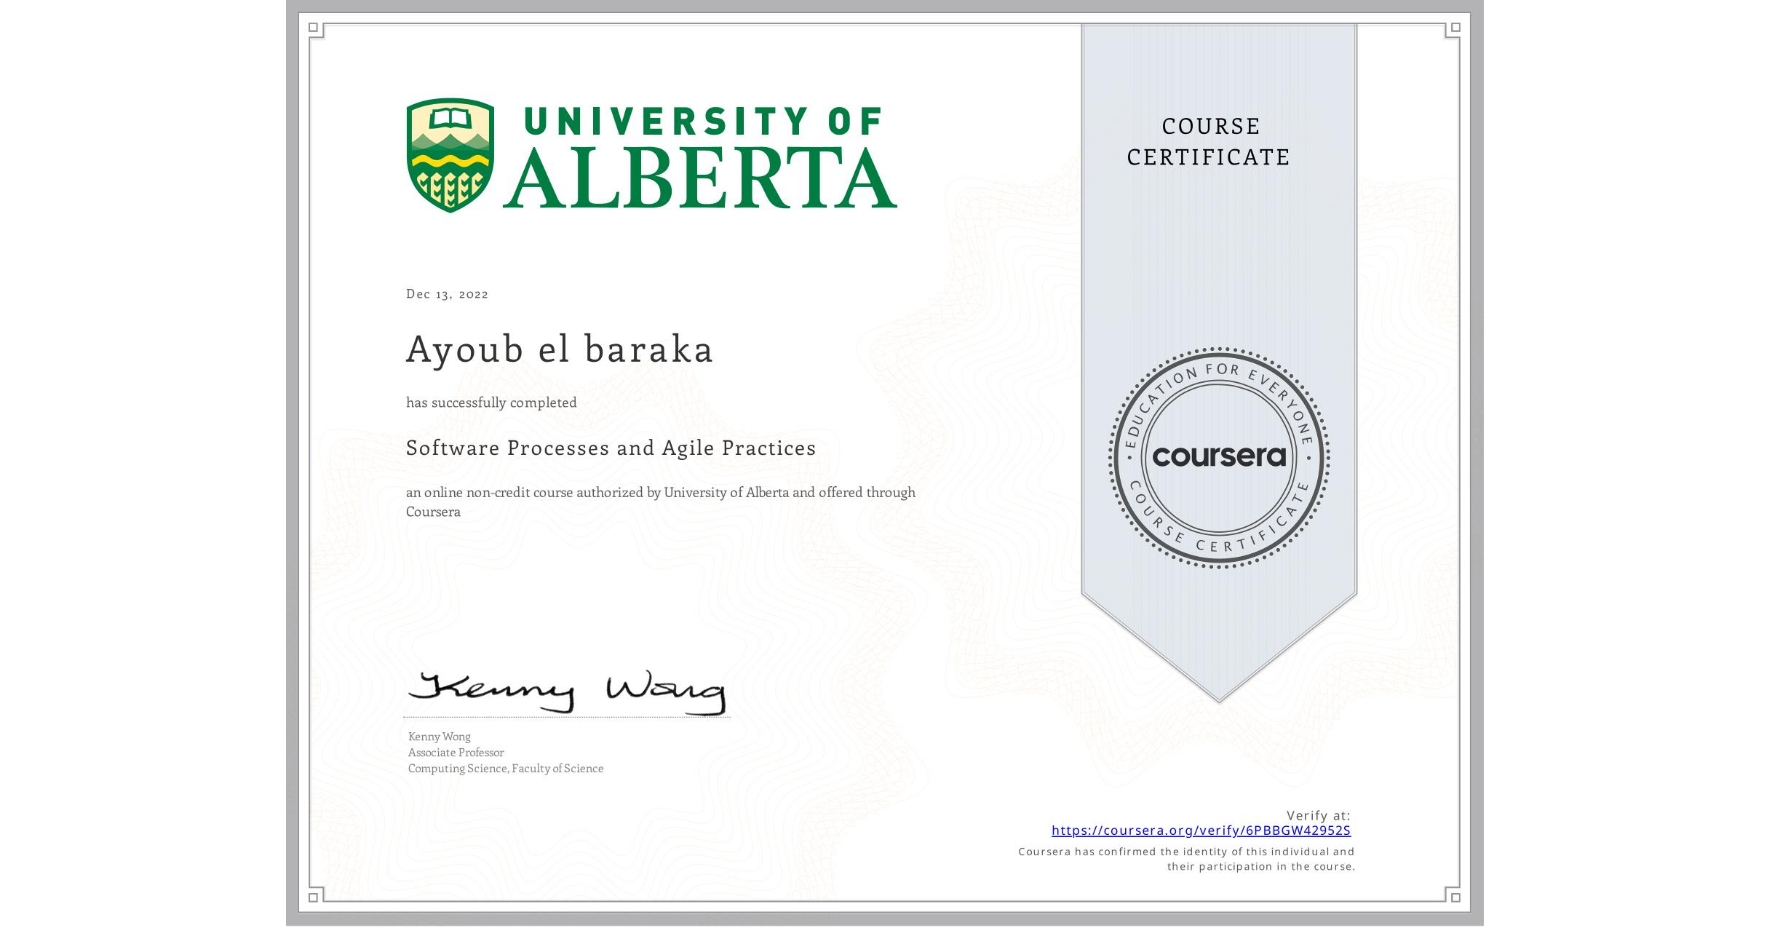 UNIVERSITY OF
ALBERTA
COURSE
CERTIFICATE
Dec 13, 2022
Ayoub el baraka
has successfully completed
Software Processes and Agile Practices
an online non-credit course authorized by University of Alberta and offered through
Coursera
EDUCATION FOR EVERYONE
coursera
COURSE CERTIFICATE
Kenny Wong
Kenny Wong
Associate Professor
Computing Science, Faculty of Science
Verify at:
https://coursera.org/verify/6PBBGW42952S
Coursera has confirmed the identity of this individual and
their participation in the course.